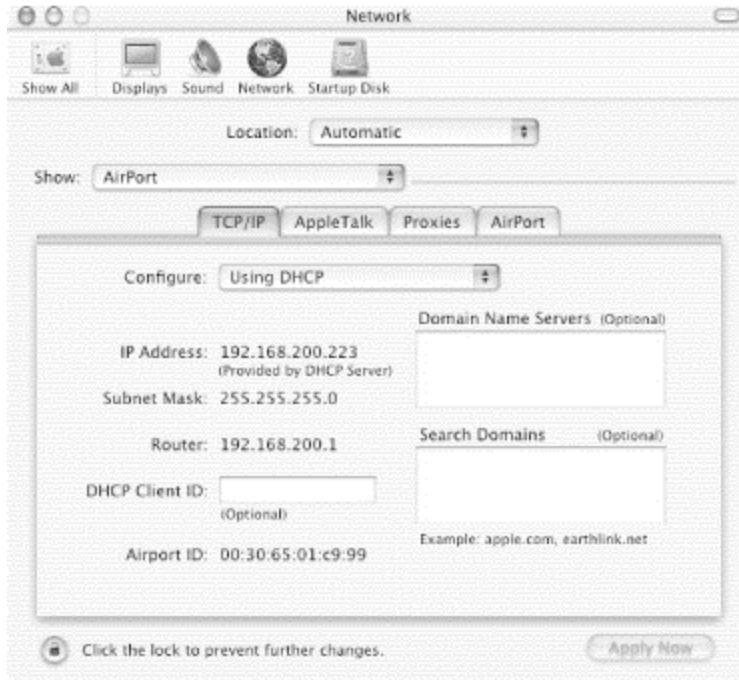 Network
Show All Displays Sound Network Startup Disk
Location: Automatic
Show: AirPort
TCP/IP AppleTalk Proxies AirPort
Configure: Using DHCP
Domain Name Servers (Optional)
IP Address: 192.168.200.223
(Provided by DHCP Server)
Subnet Mask: 255.255.255.0
Search Domains (Optional)
Router: 192.168.200.1
DHCP Client ID:
(Optional)
Example: apple.com, earthlink.net
Airport ID: 00:30:65:01:c9:99
Click the lock to prevent further changes.
Apply Now